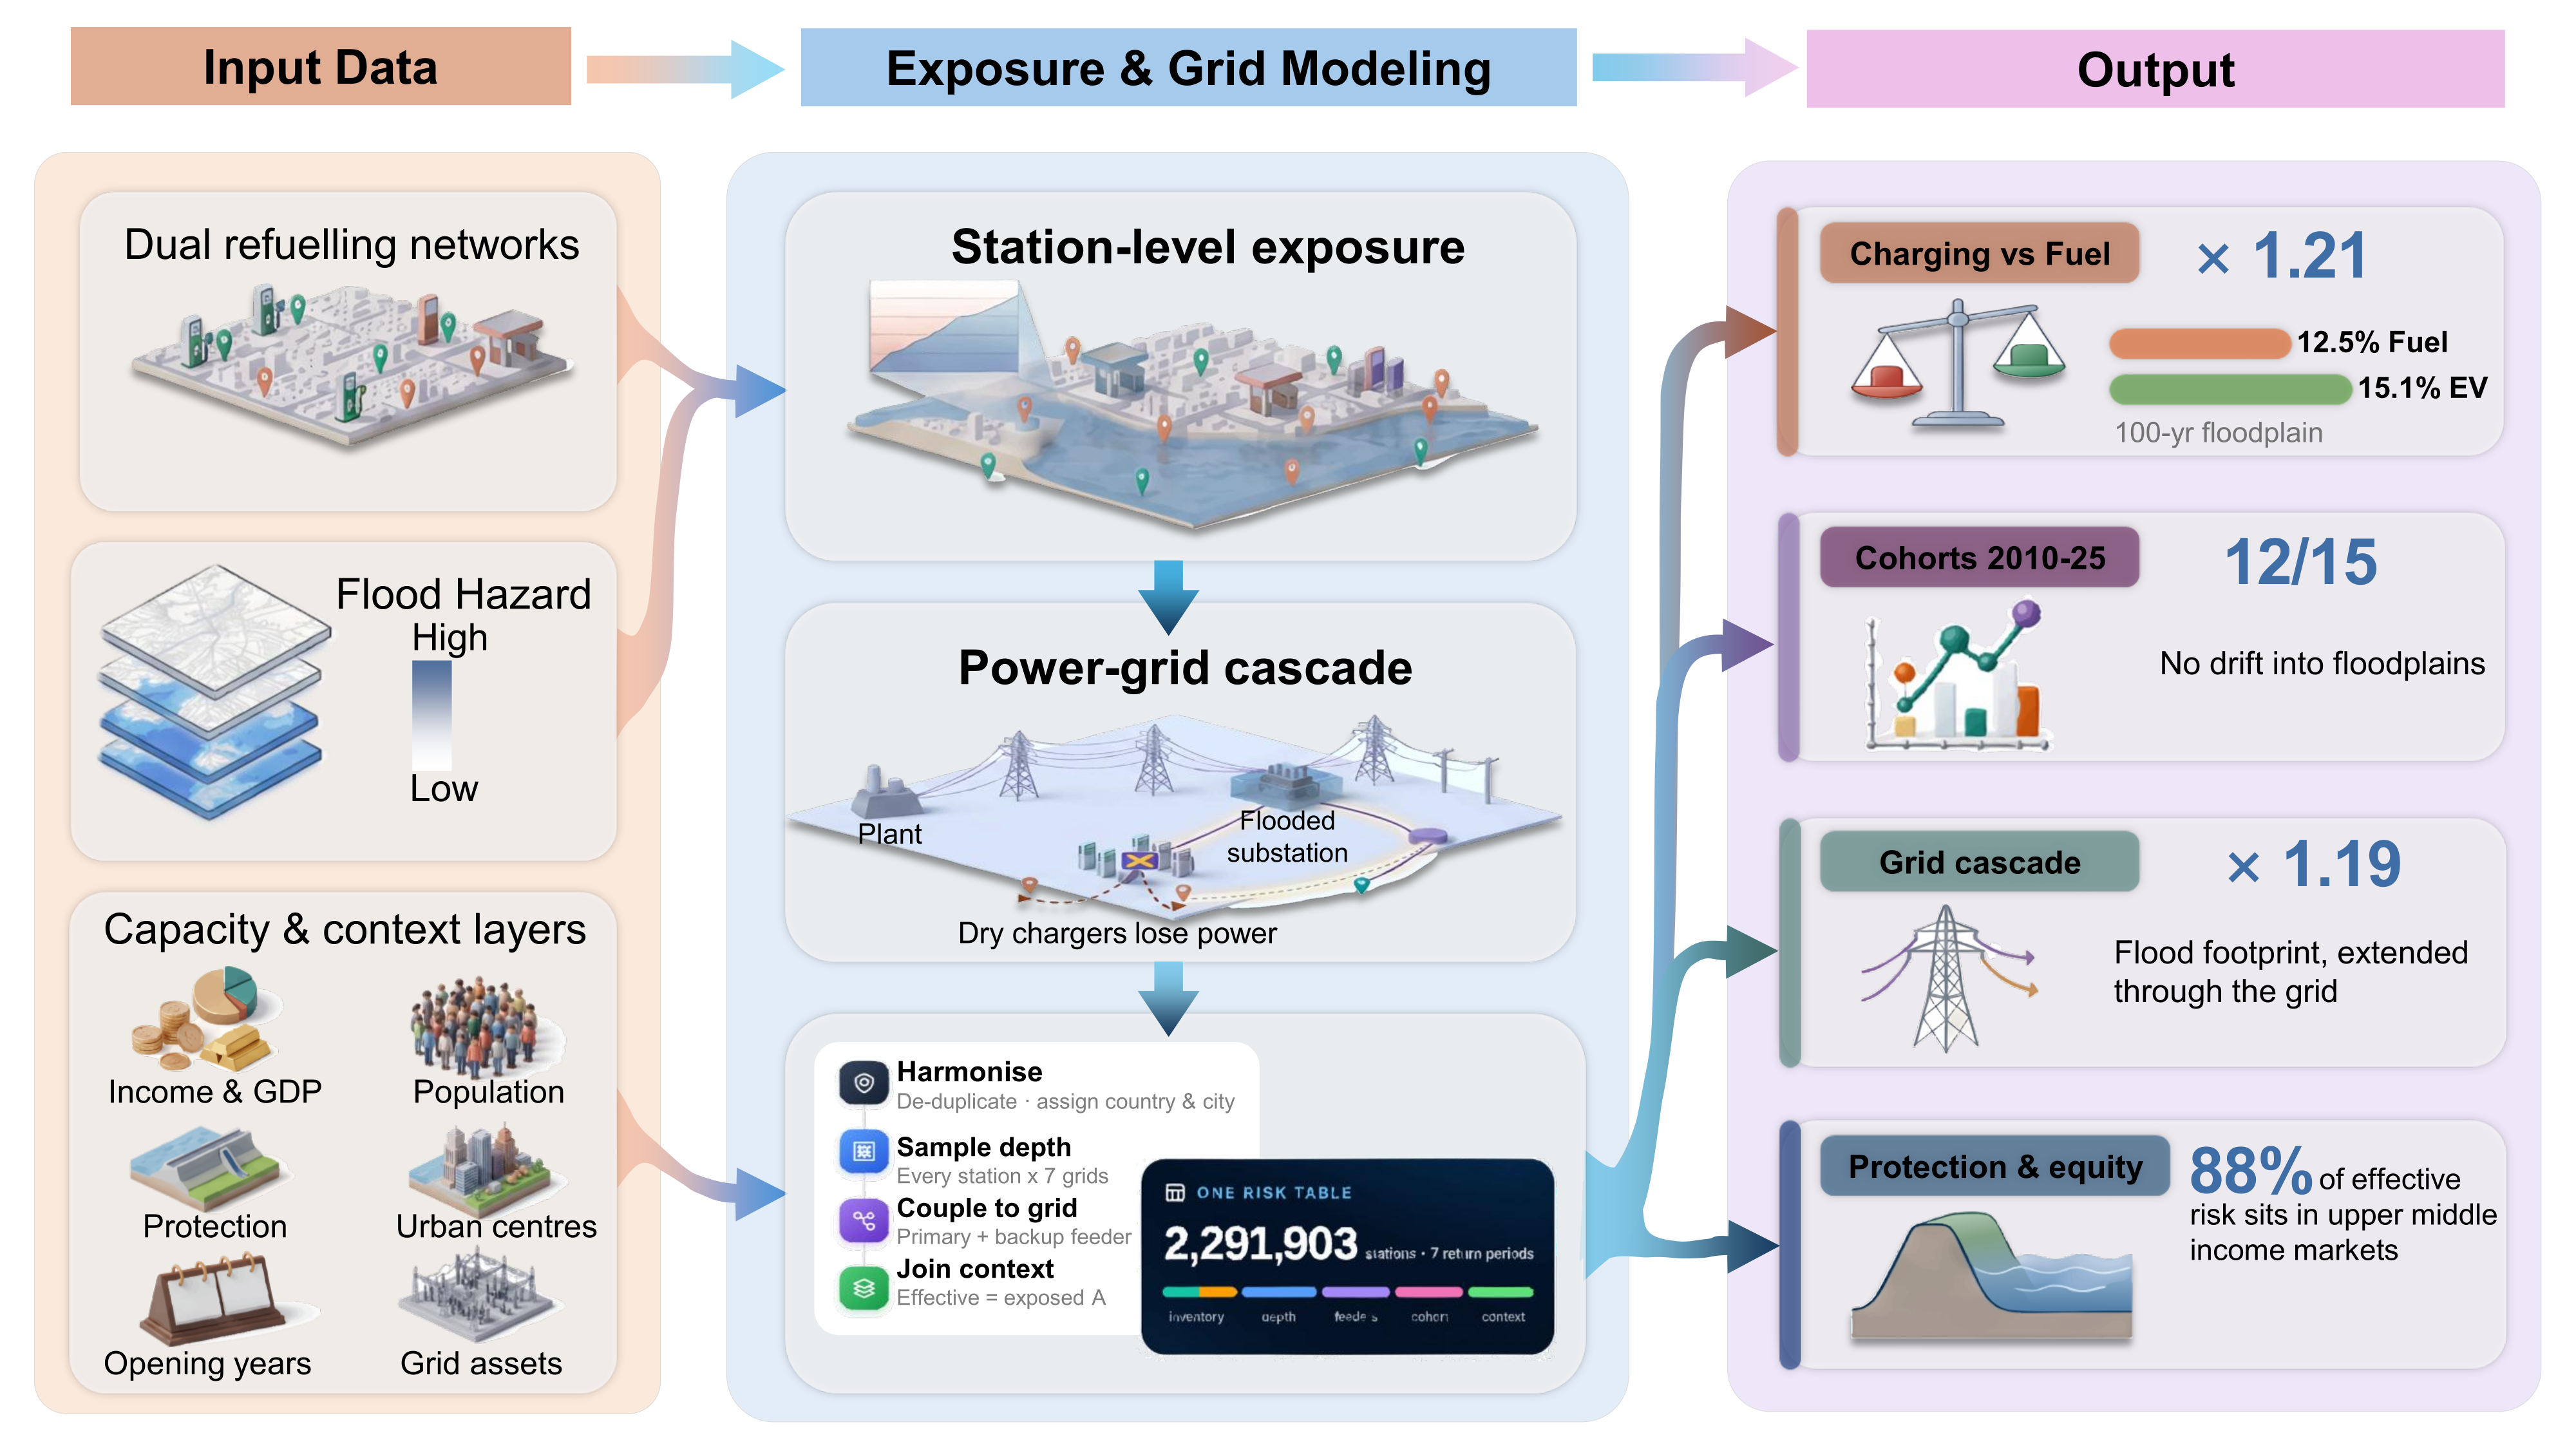 Input Data
Exposure & Grid Modeling
Output
Dual refuelling networks
Flood Hazard
High
Low
Capacity & context layers
Income & GDP
Population
Protection
Urban centres
Opening years
Grid assets
Station-level exposure
Power-grid cascade
Plant
Flooded
substation
Dry chargers lose power
Harmonise
De-duplicate · assign country & city
Sample depth
Every station x 7 grids
Couple to grid
Primary + backup feeder
Join context
Effective = exposed A
ONE RISK TABLE
2,291,903 stations · 7 return periods
inventory
depth
feeders
cohort
context
Charging vs Fuel
× 1.21
12.5% Fuel
15.1% EV
100-yr floodplain
Cohorts 2010-25
12/15
No drift into floodplains
Grid cascade
× 1.19
Flood footprint, extended
through the grid
Protection & equity
88% of effective
risk sits in upper middle
income markets